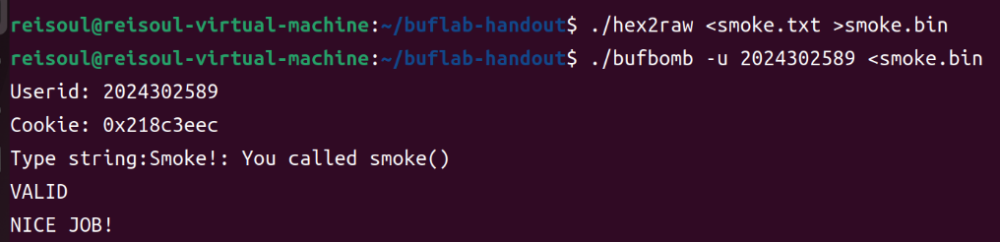 reisoul@reisoul-virtual-machine:~/buflab-handout$ ./hex2raw <smoke.txt >smoke.bin
reisoul@reisoul-virtual-machine:~/buflab-handout$ ./bufbomb -u 2024302589 <smoke.bin
Userid: 2024302589
Cookie: 0x218c3eec
Type string:Smoke!: You called smoke()
VALID
NICE JOB!